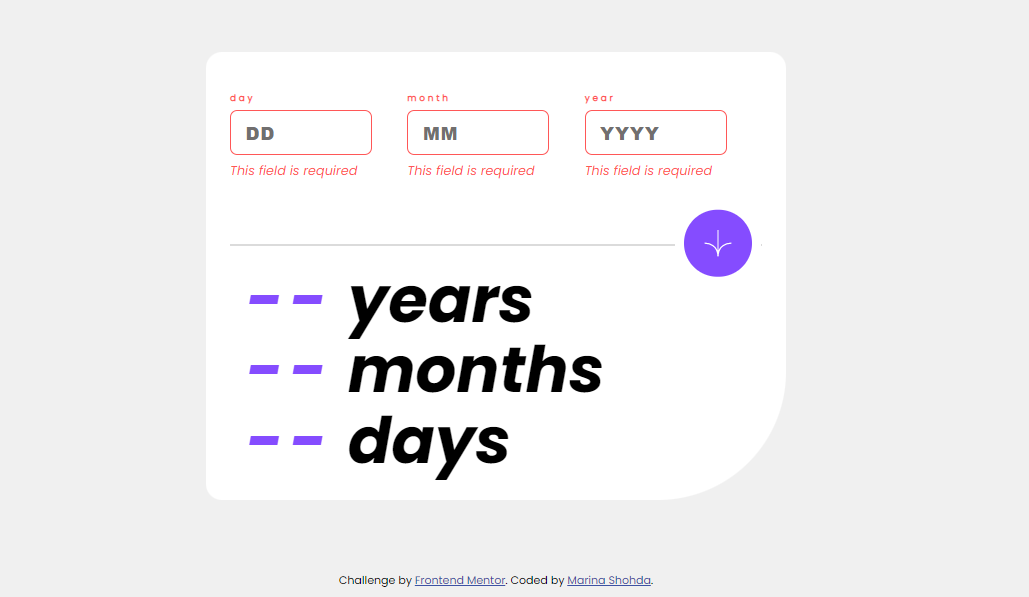 day month year
DD MM YYYY
This field is required This field is required This field is required
-- years
-- months
-- days
Challenge by Frontend Mentor. Coded by Marina Shohda.